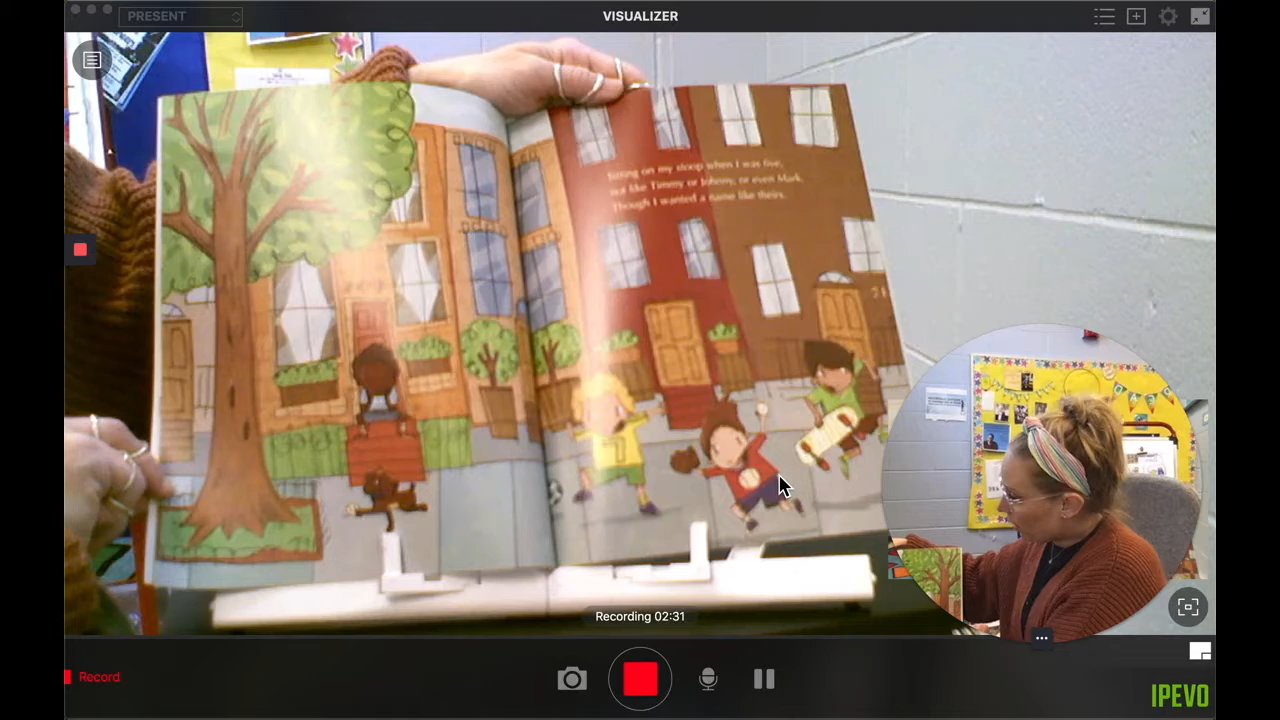 PRESENT
VISUALIZER
Sitting on my stoop when I was five,
not like Timmy or Johnny, or even Mark.
Though I wanted a name like theirs.
Recording 02:31
Record
IPEVO